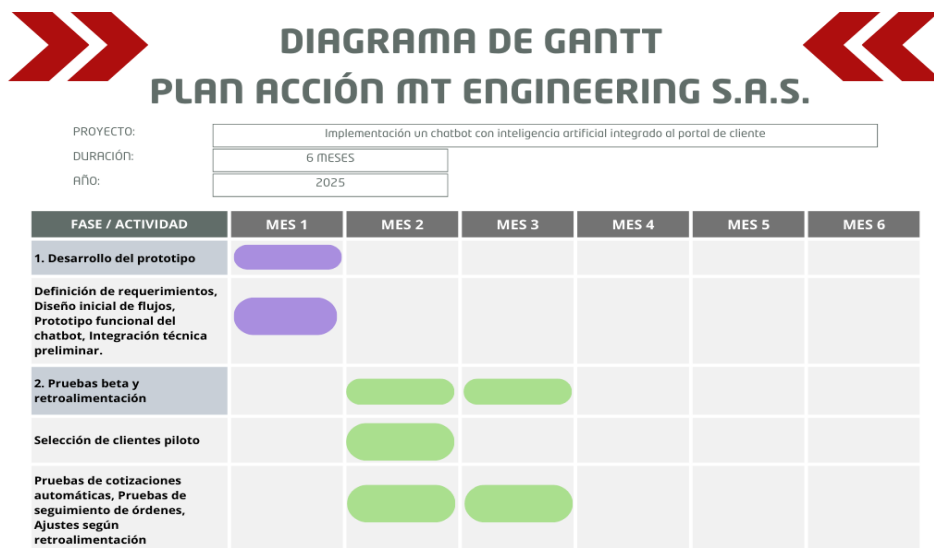 DIAGRAMA DE GANTT
PLAN ACCIÓN MT ENGINEERING S.A.S.
PROYECTO:
Implementación un chatbot con inteligencia artificial integrado al portal de cliente
DURACIÓN:
6 MESES
AÑO:
2025
FASE / ACTIVIDAD
MES 1
MES 2
MES 3
MES 4
MES 5
MES 6
1. Desarrollo del prototipo
Definición de requerimientos,
Diseño inicial de flujos,
Prototipo funcional del
chatbot, Integración técnica
preliminar.
2. Pruebas beta y
retroalimentación
Selección de clientes piloto
Pruebas de cotizaciones
automáticas, Pruebas de
seguimiento de órdenes,
Ajustes según
retroalimentación